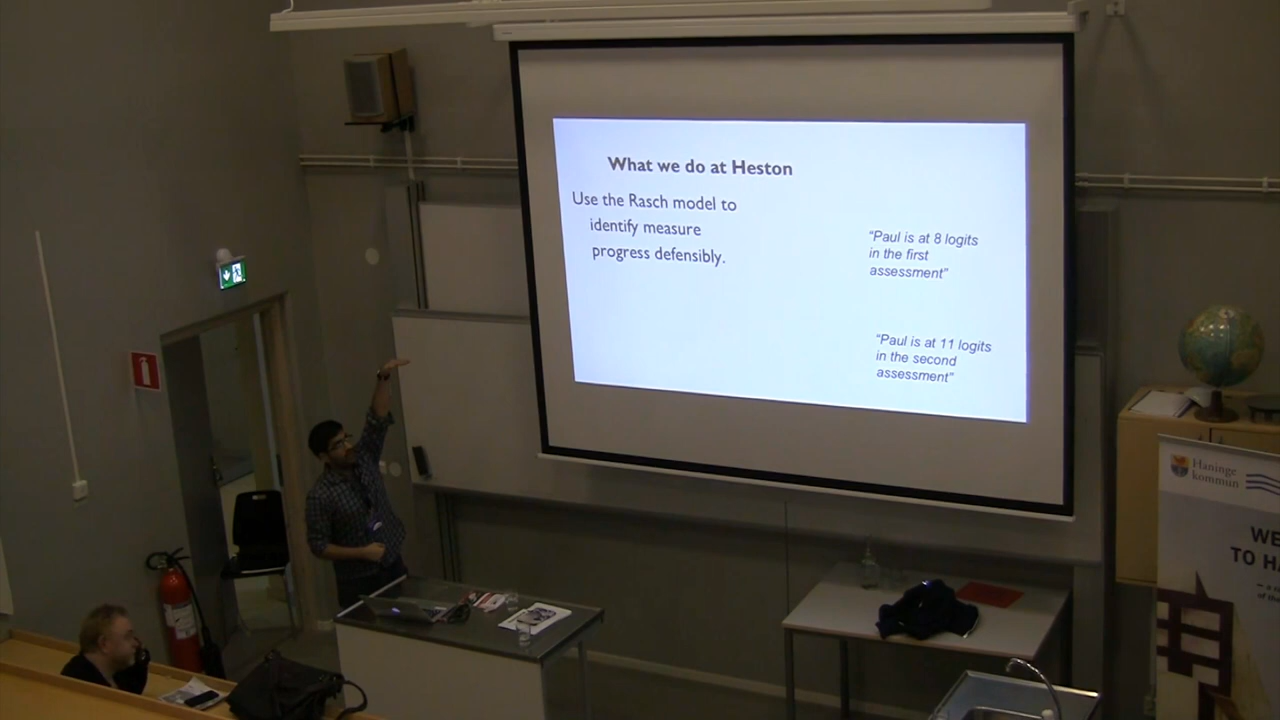 What we do at Heston
Use the Rasch model to
identify measure
progress defensibly.
"Paul is at 8 logits
in the first
assessment"
"Paul is at 11 logits
in the second
assessment"
Haninge
kommun
WE
TO HA